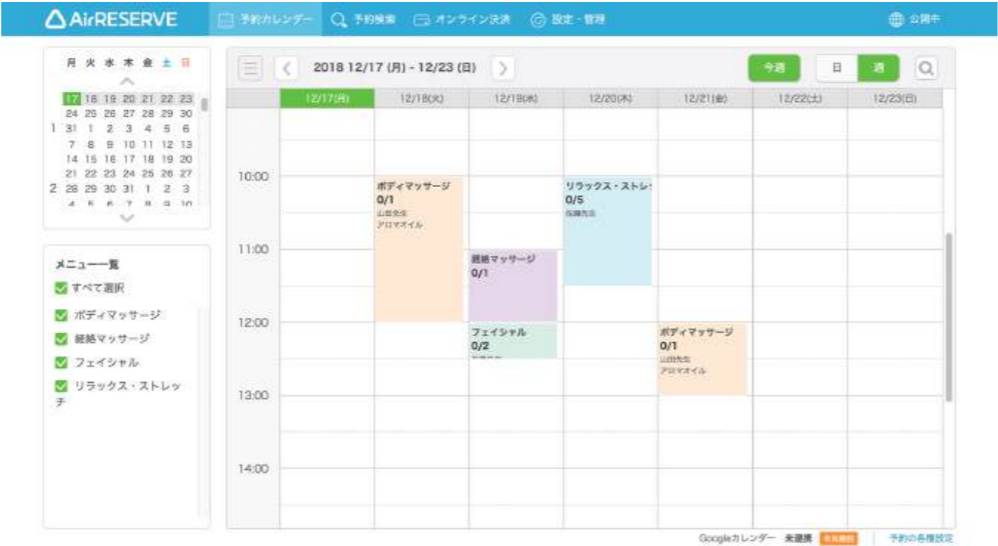 AirRESERVE
予約カレンダー
予約検索
オンライン決済
設定・管理
公開中
月 火 水 木 金 土 日
17 18 19 20 21 22 23
24 25 26 27 28 29 30
1 31 1 2 3 4 5 6
7 8 9 10 11 12 13
14 15 16 17 18 19 20
21 22 23 24 25 26 27
2 28 29 30 31 1 2 3
4 5 6 7 8 9 10
メニュー一覧
すべて選択
ボディマッサージ
経絡マッサージ
フェイシャル
リラックス・ストレッ
チ
2018 12/17 (月) - 12/23 (日)
今週
日
週
12/17(月) 12/18(火) 12/19(水) 12/20(木) 12/21(金) 12/22(土) 12/23(日)
10:00
11:00
12:00
13:00
14:00
ボディマッサージ
0/1
山田先生
アロマオイル
経絡マッサージ
0/1
フェイシャル
0/2
リラックス・ストレ
0/5
佐藤先生
ボディマッサージ
0/1
山田先生
アロマオイル
Googleカレンダー 未連携
予約の各種設定